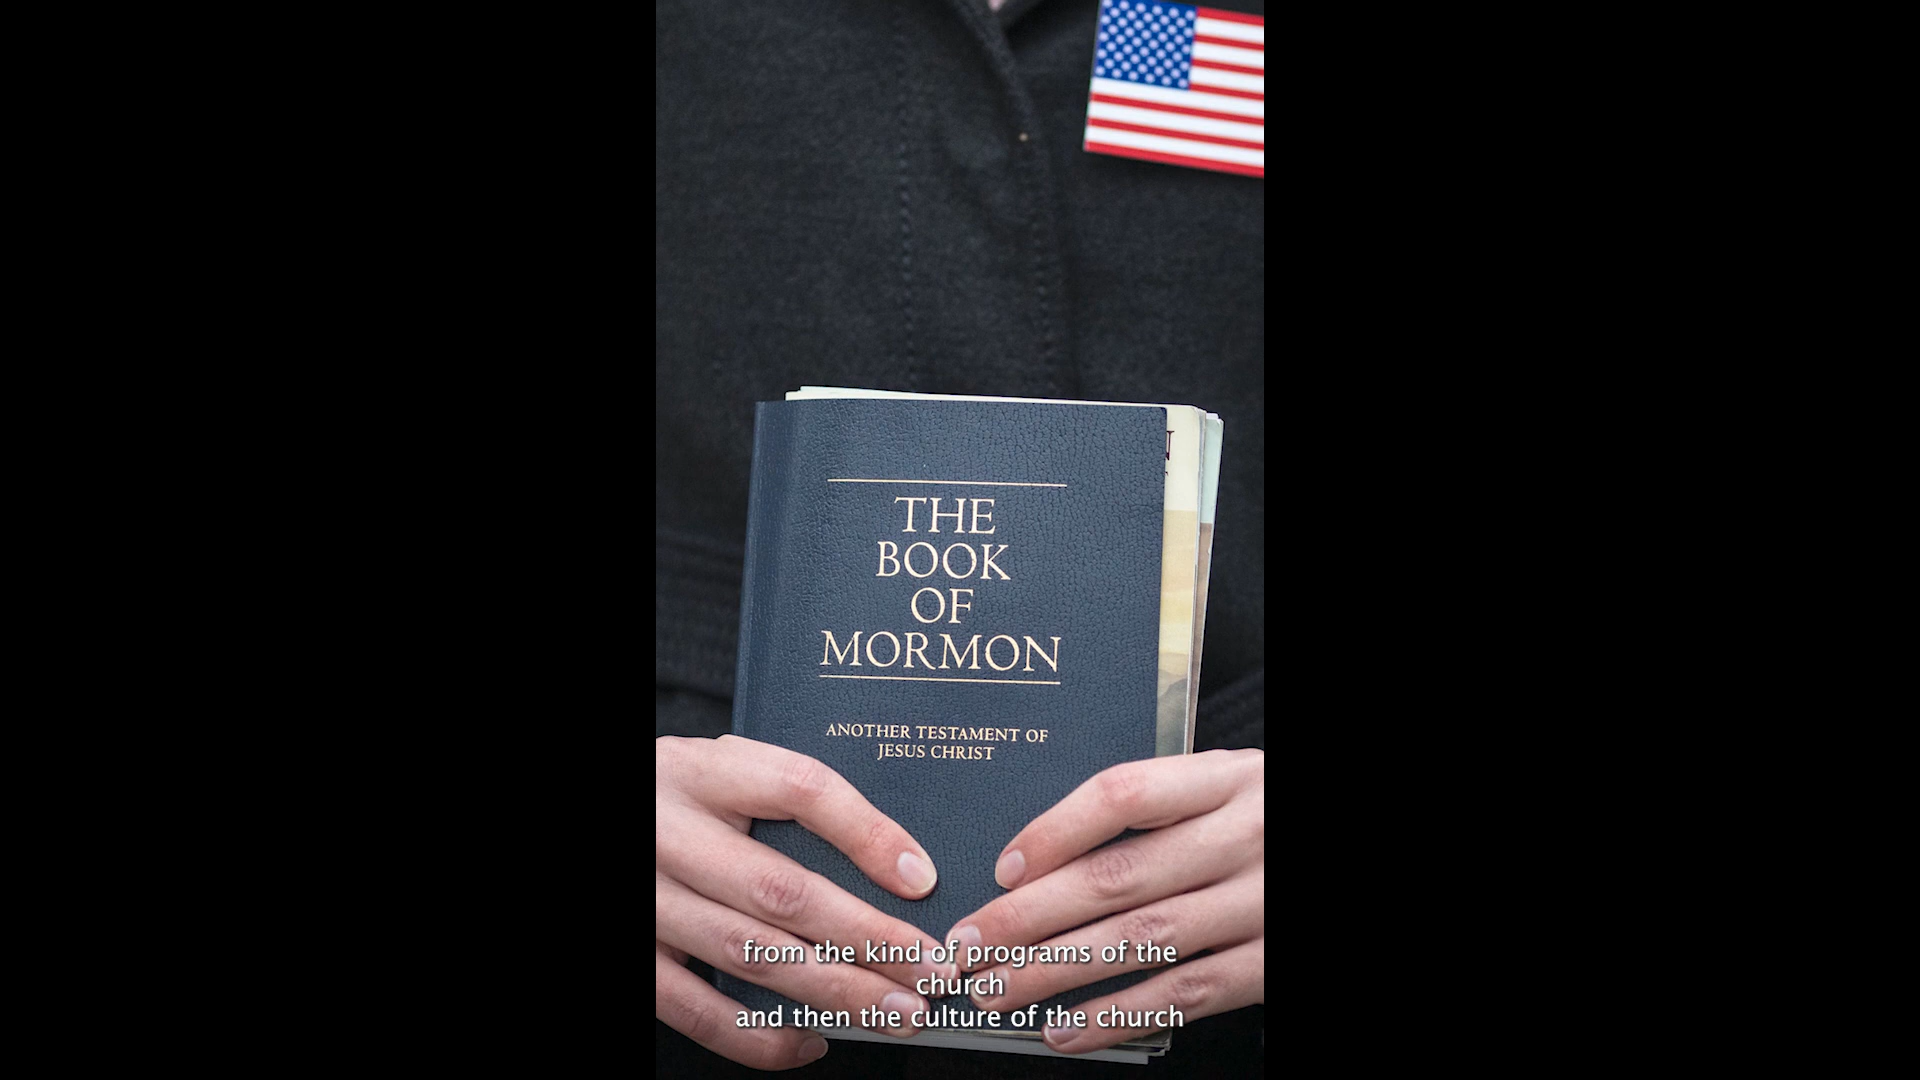 THE
BOOK
OF
MORMON
ANOTHER TESTAMENT OF
JESUS CHRIST
from the kind of programs of the
church
and then the culture of the church